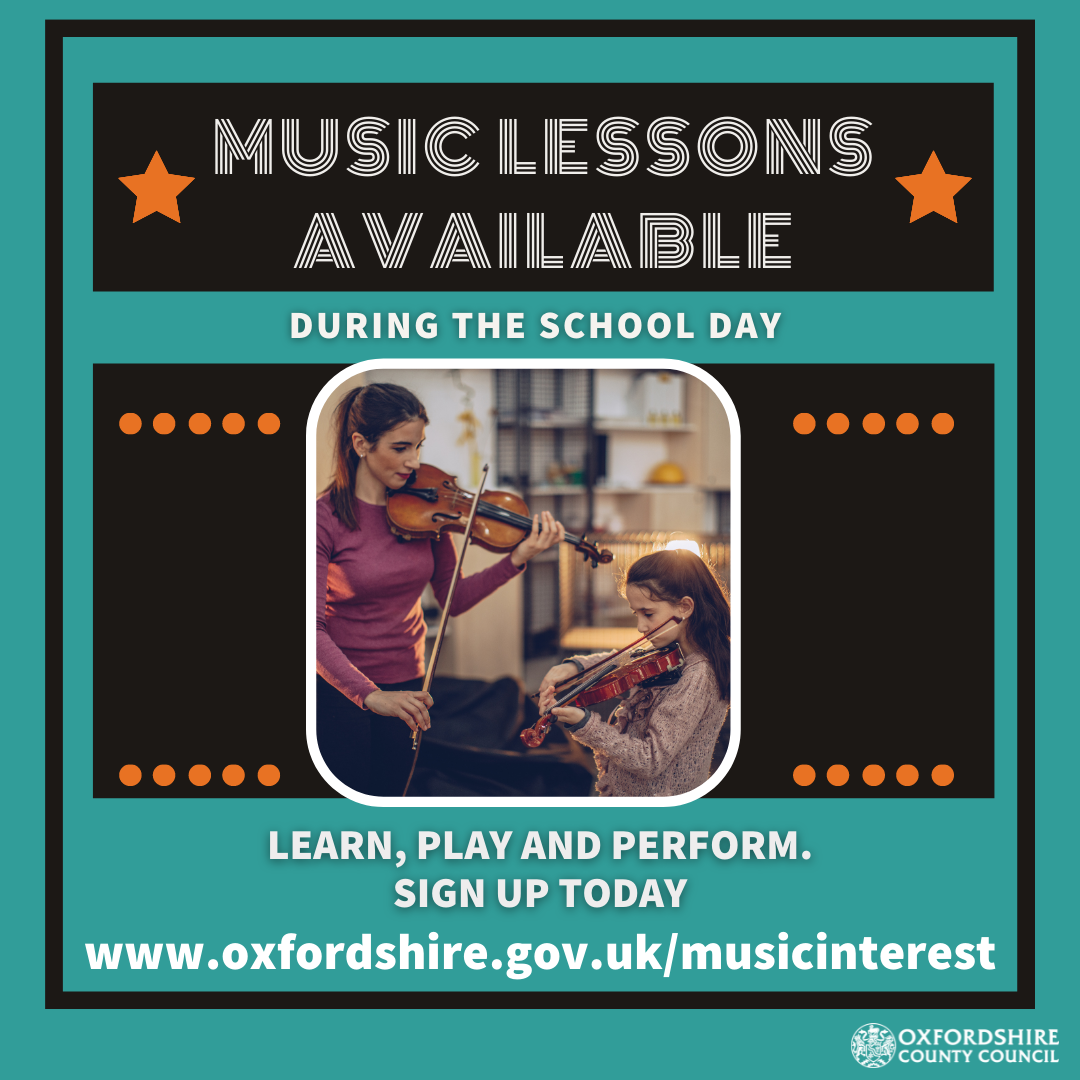 MUSIC LESSONS
AVAILABLE
DURING THE SCHOOL DAY
LEARN, PLAY AND PERFORM.
SIGN UP TODAY
www.oxfordshire.gov.uk/musicinterest
OXFORDSHIRE
COUNTY COUNCIL